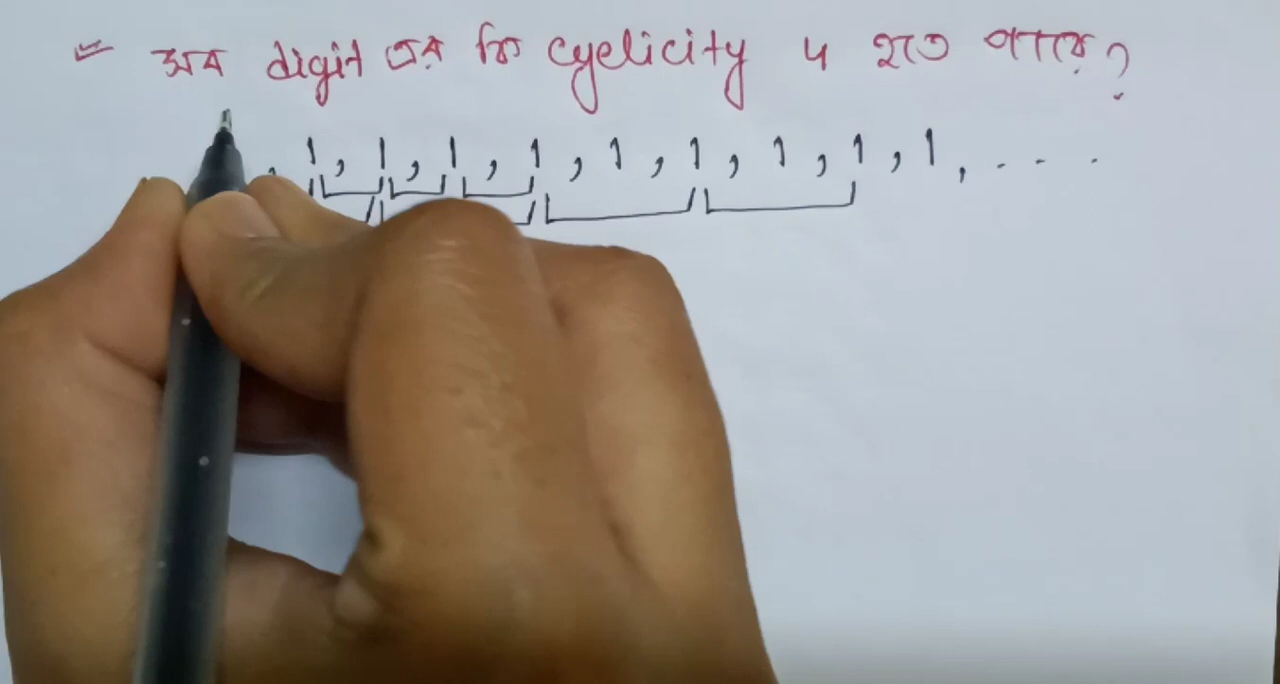 সব digit এর কি cyclicity 4 হতে পারে?
, 1, 1, 1, 1, 1, 1, 1, 1, 1, . . .